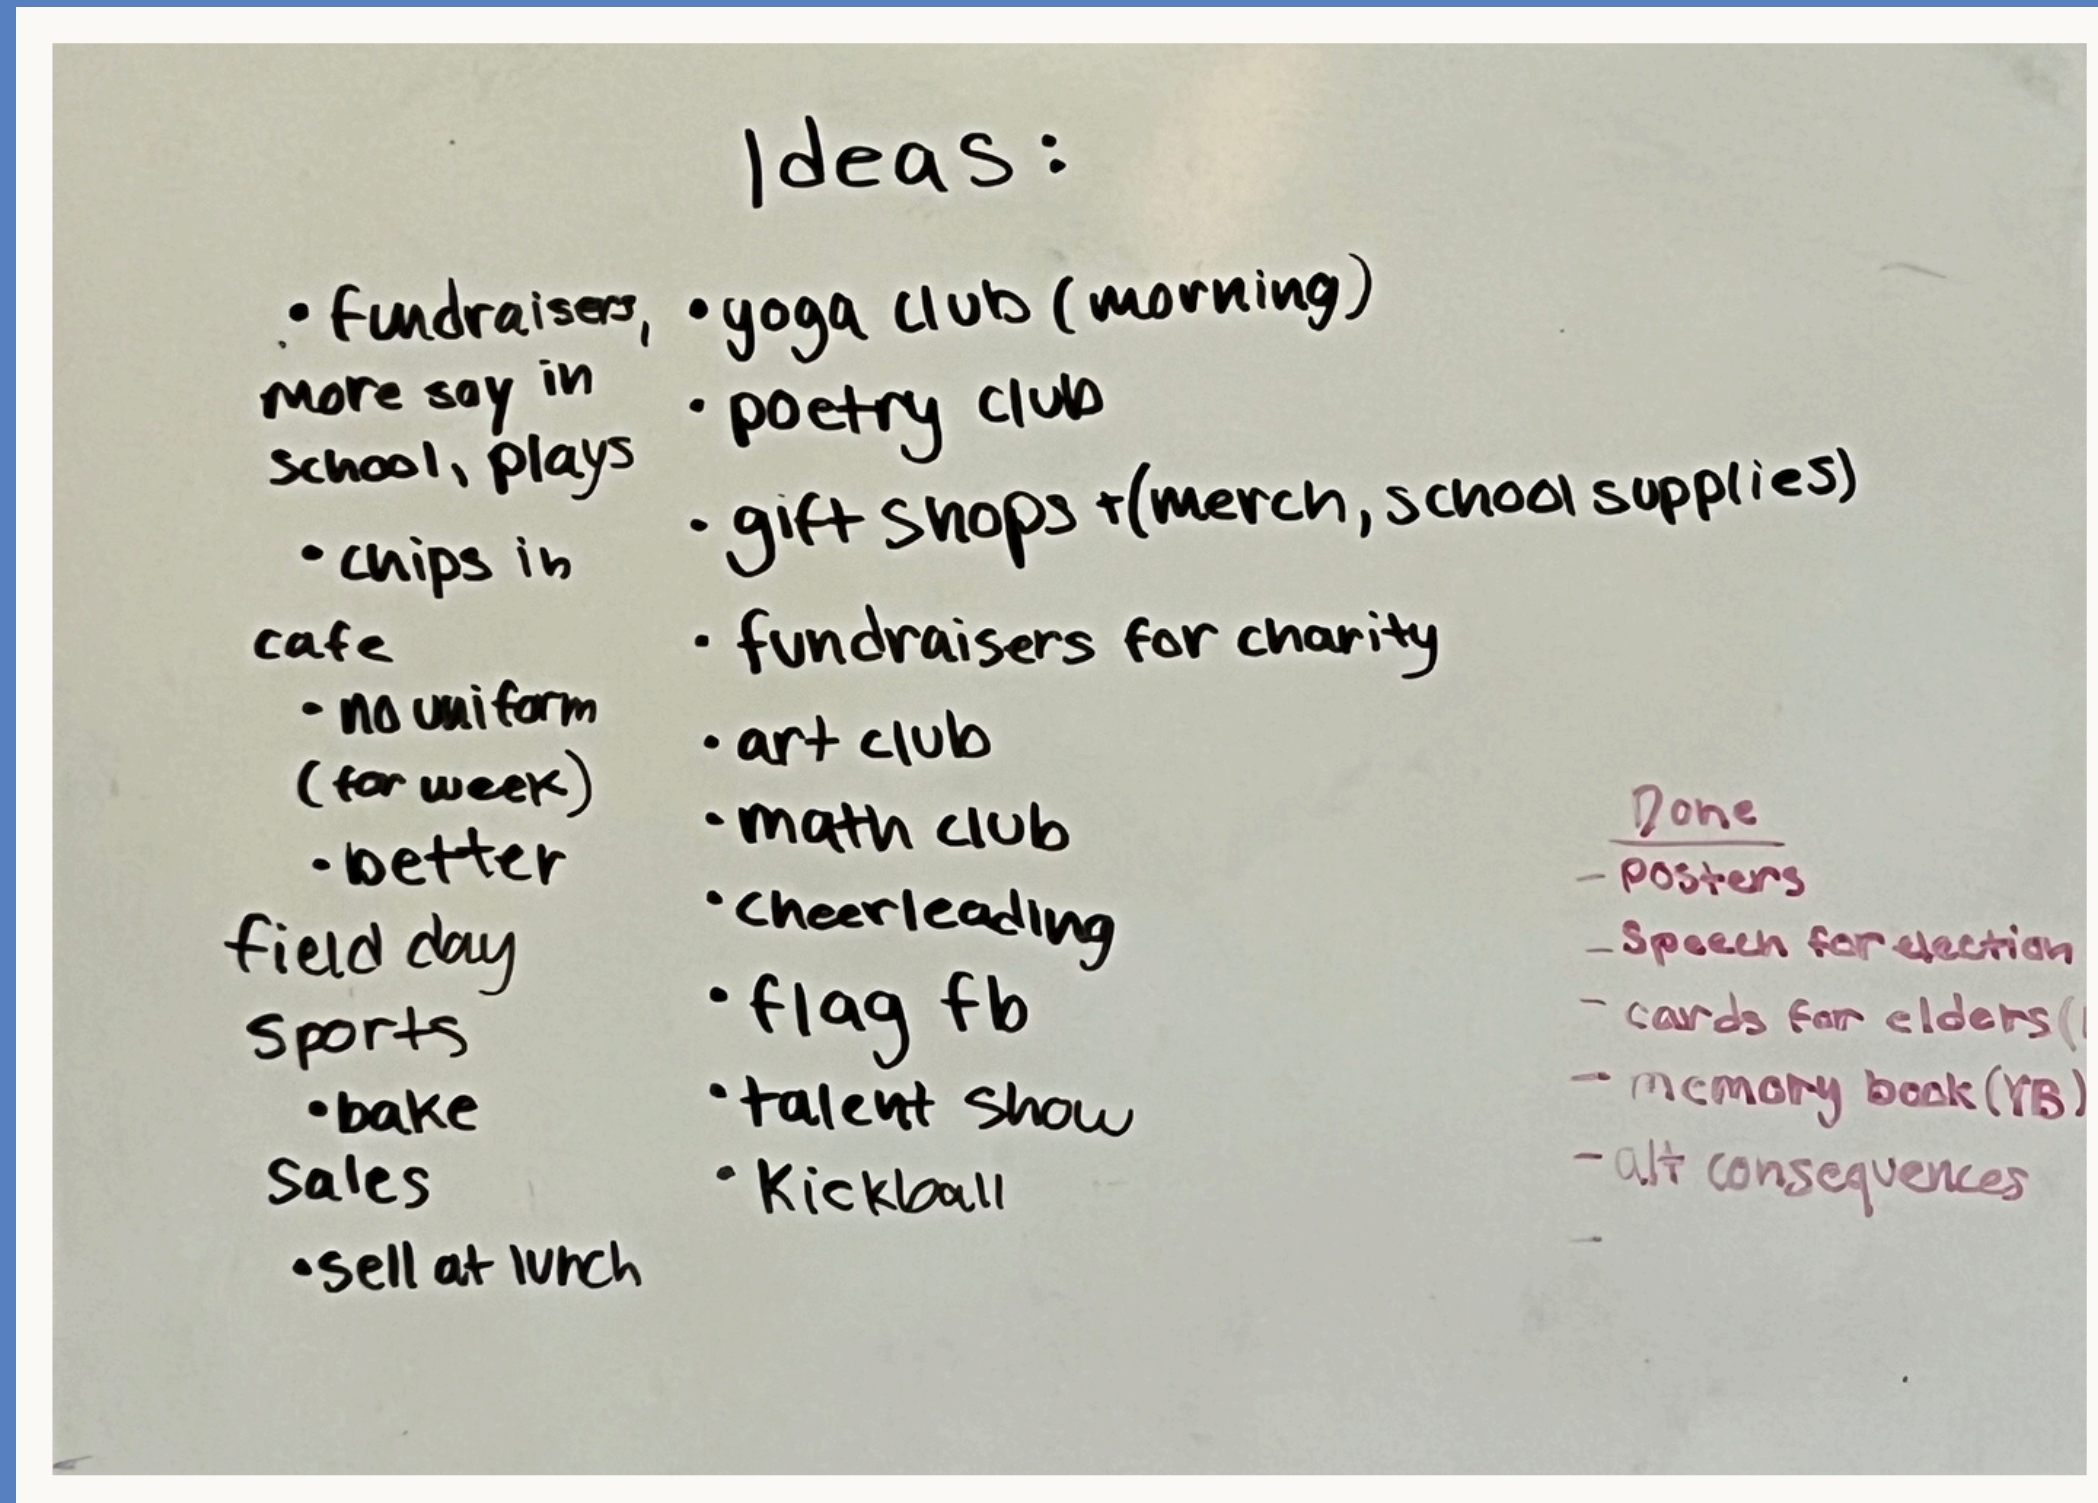 Ideas:
• fundraisers,
more say in
school, plays
• chips in
cafe
• no uniform
(for week)
• better
field day
sports
• bake
sales
• sell at lunch
• yoga club (morning)
• poetry club
• gift shops + (merch, school supplies)
• fundraisers for charity
• art club
• math club
• cheerleading
• flag fb
• talent show
• Kickball
Done
- posters
- Speech for election
- cards for elders (
- memory book (YB)
- alt consequences
-